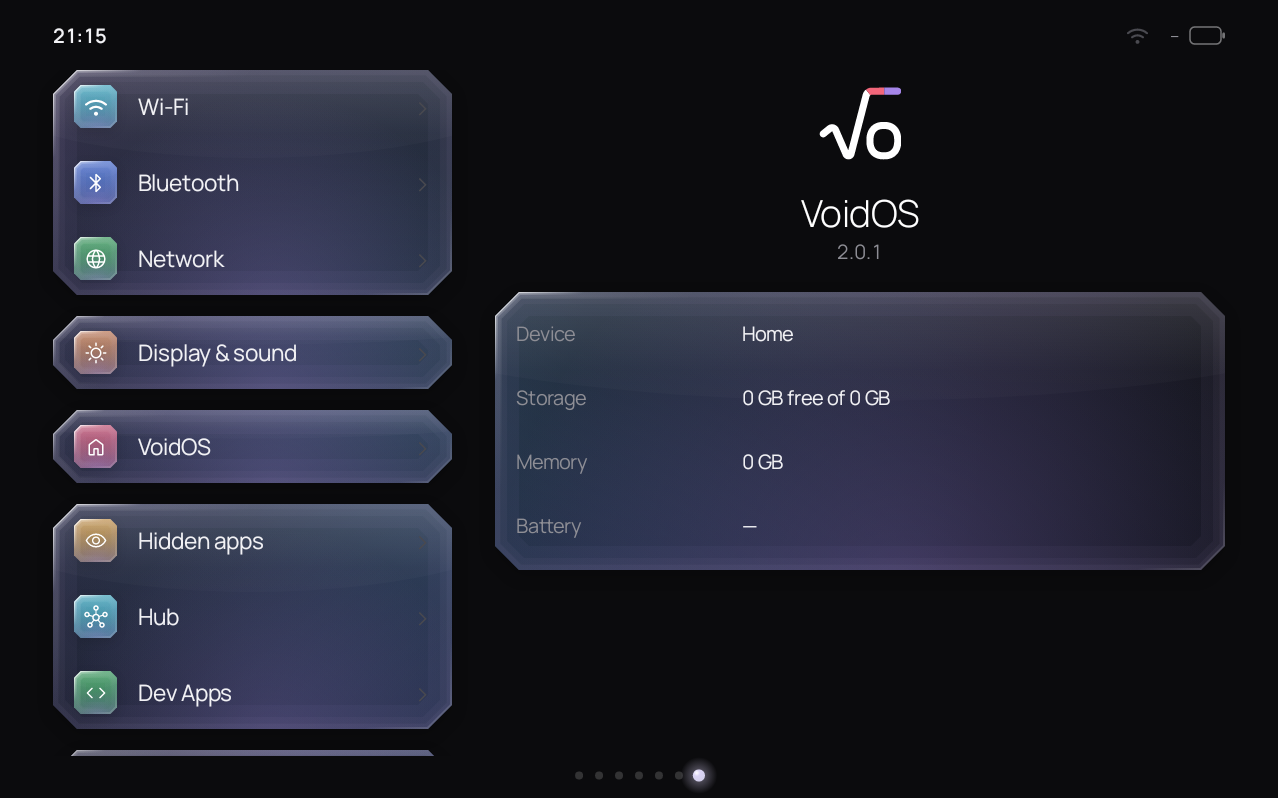 21:15
–
Wi-Fi
Bluetooth
Network
Display & sound
VoidOS
Hidden apps
Hub
Dev Apps
VoidOS
2.0.1
Device Home
Storage 0 GB free of 0 GB
Memory 0 GB
Battery —